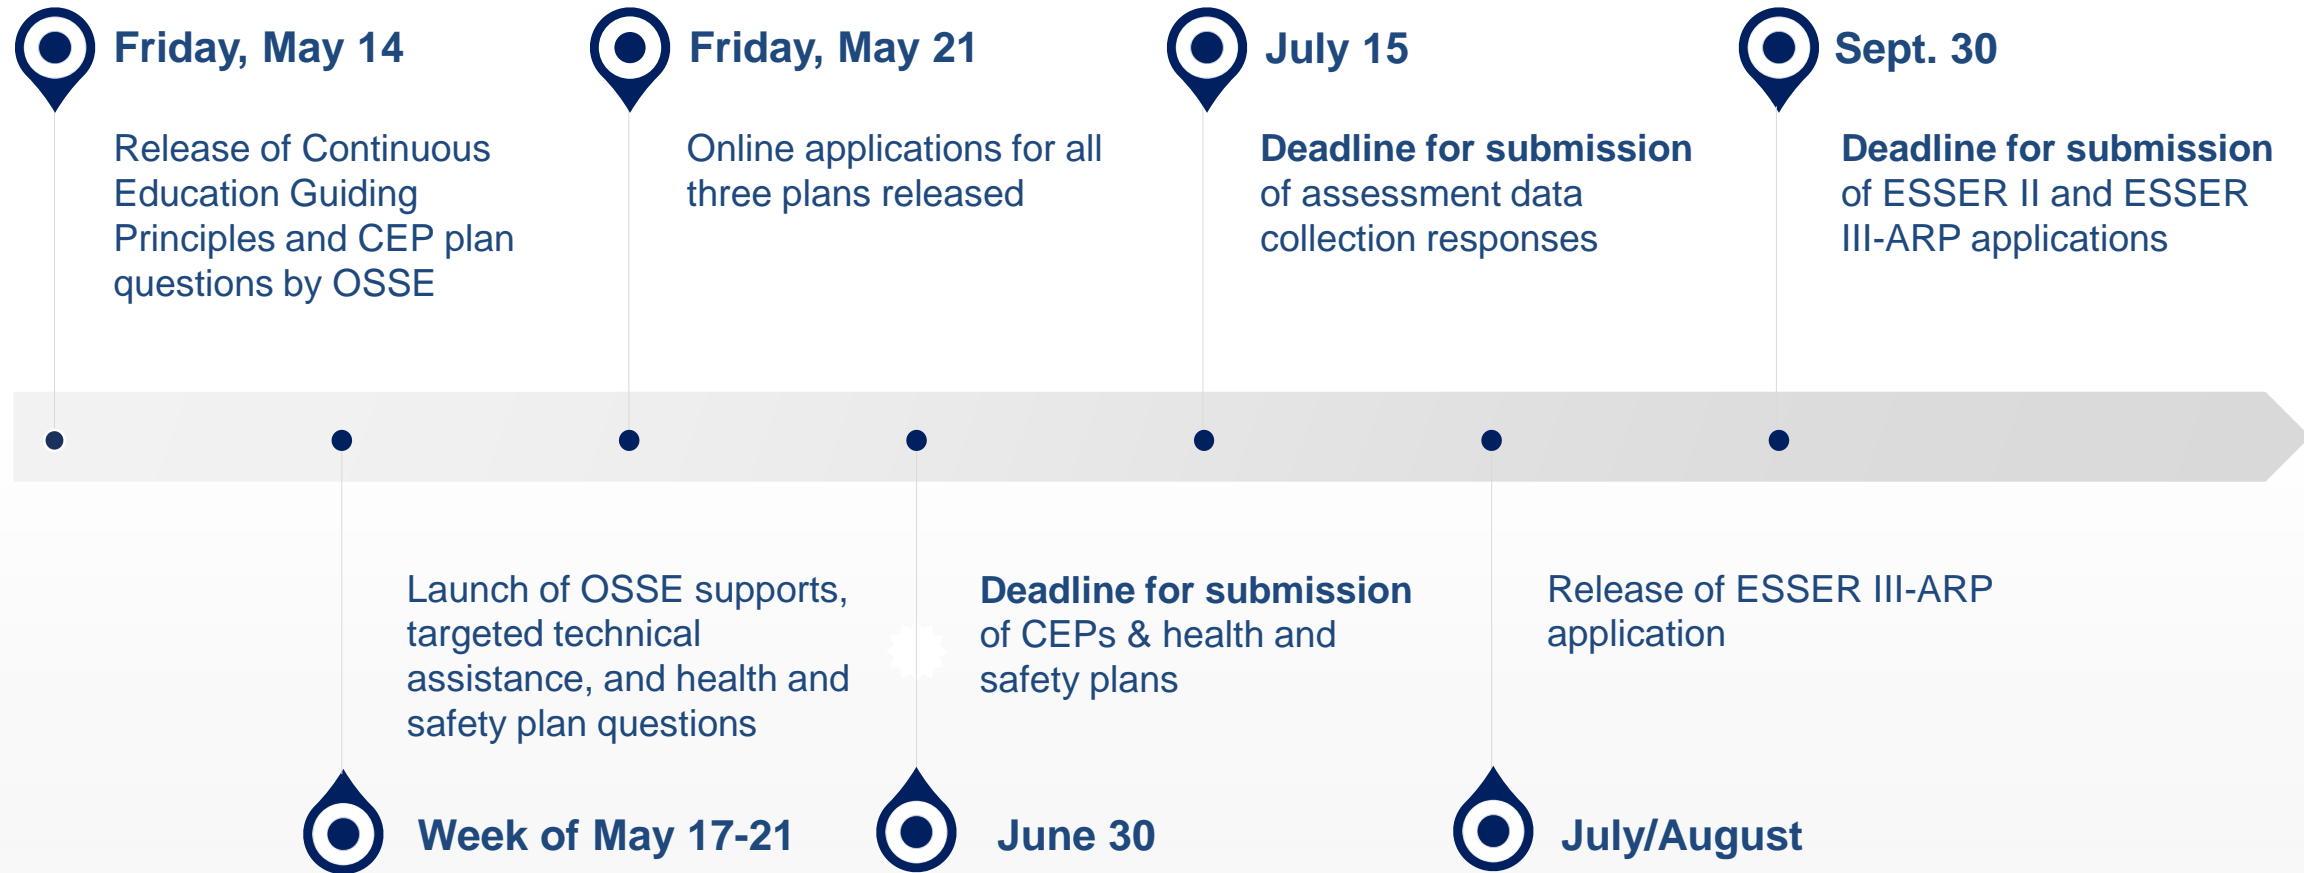 Friday, May 14
Release of Continuous
Education Guiding
Principles and CEP plan
questions by OSSE
Friday, May 21
Online applications for all
three plans released
July 15
Deadline for submission
of assessment data
collection responses
Sept. 30
Deadline for submission
of ESSER II and ESSER
III-ARP applications
Launch of OSSE supports,
targeted technical
assistance, and health and
safety plan questions
Week of May 17-21
Deadline for submission
of CEPs & health and
safety plans
June 30
Release of ESSER III-ARP
application
July/August